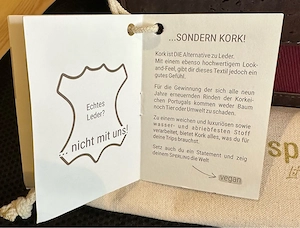 Echtes
Leder?
... nicht mit uns!
...SONDERN KORK!
Kork ist DIE Alternative zu Leder.
Mit einem ebenso hochwertigem Look-
and-Feel, gibt dir dieses Textil jedoch ein
gutes Gefühl.
Für die Gewinnung der sich alle neun
Jahre erneuernden Rinden der Korkei-
chen Portugals kommen weder Baum
noch Tier oder Umwelt zu schaden.
Zu einem weichen und luxuriösen sowie
wasser- und abriebfesten Stoff
verarbeitet, bietet Kork alles, was du für
deine Trips brauchst.
Setz auch du ein Statement und zeig
deinem SPERLING die Welt
vegan
sp